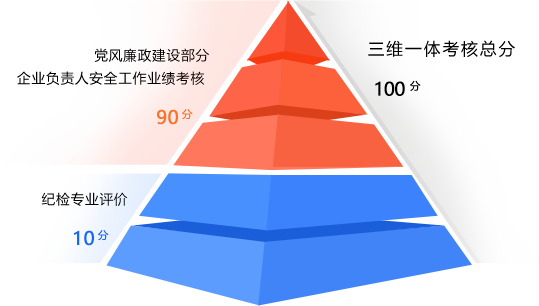 党风廉政建设部分
企业负责人安全工作业绩考核
90分
三维一体考核总分
100分
纪检专业评价
10分